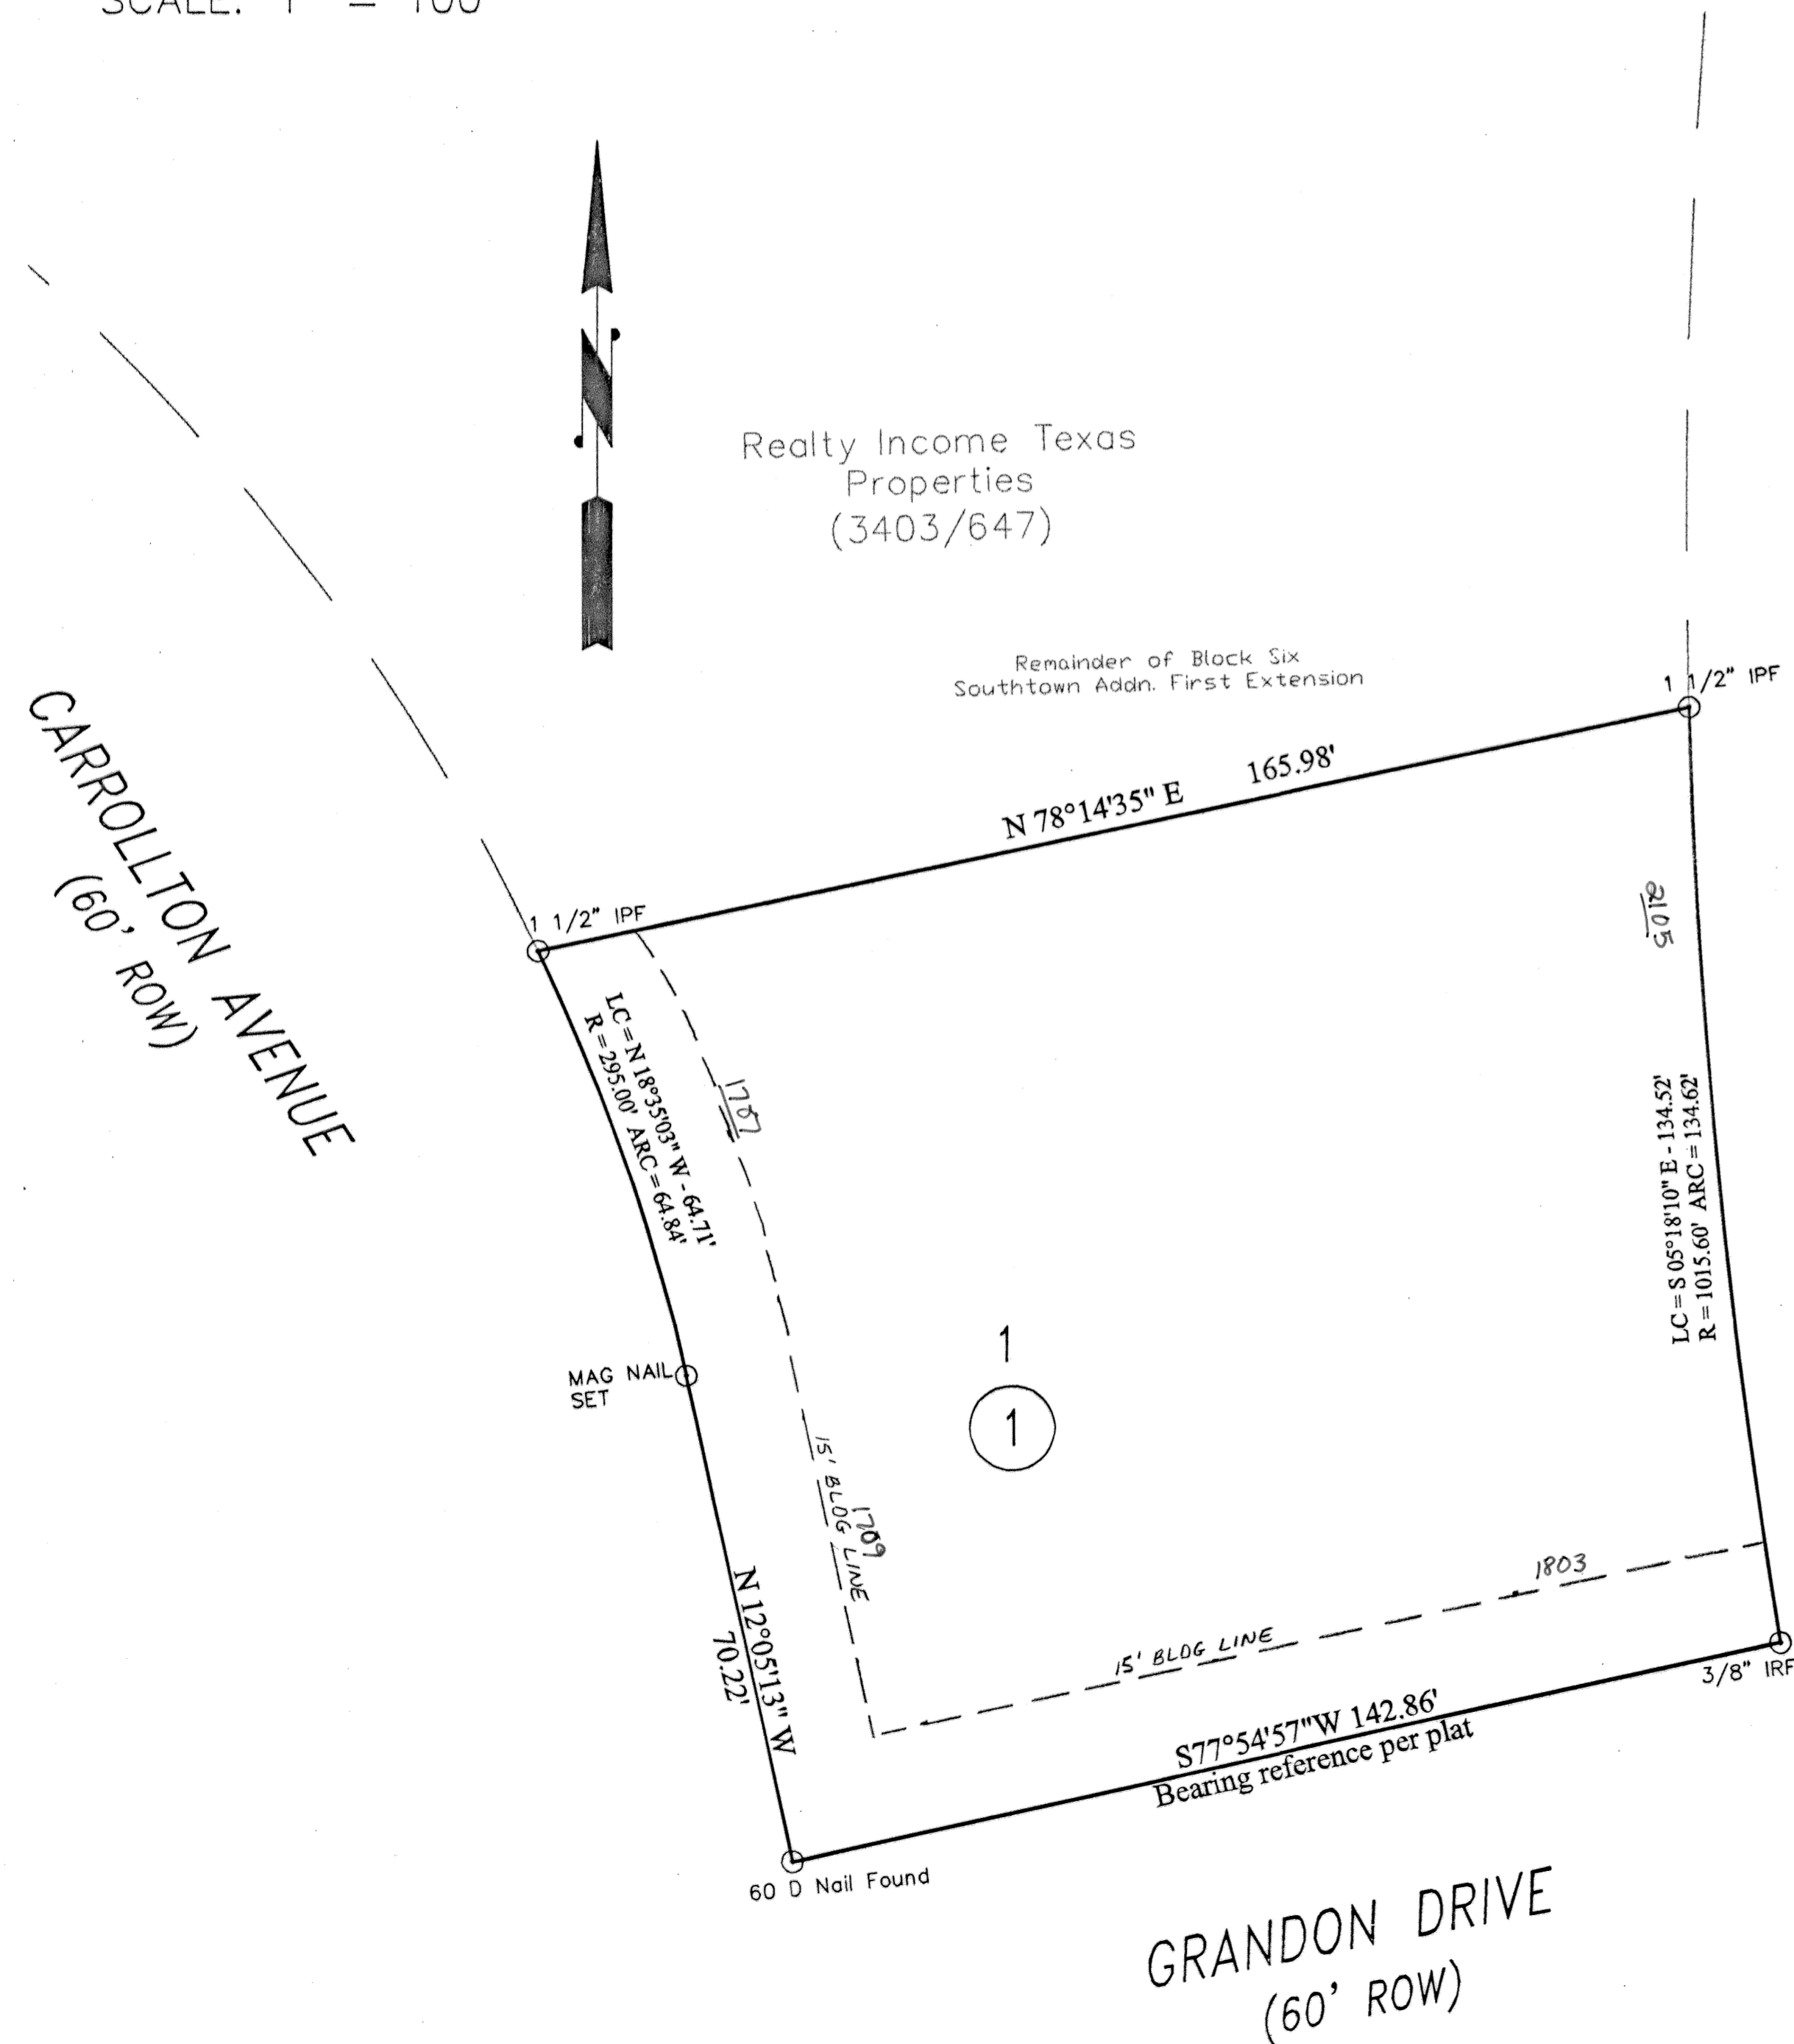 SCALE: 1" = 100'
N
Realty Income Texas
Properties
(3403/647)
Remainder of Block Six
Southtown Addn. First Extension
1 1/2" IPF
N 78°14'35" E 165.98'
CARROLLTON AVENUE
(60' ROW)
1 1/2" IPF
2105
LC = N 18°35'03" W - 64.71'
R = 295.00' ARC = 64.84'
LC = S 05°18'10" E - 134.52'
R = 1015.60' ARC = 134.62'
1
1
MAG NAIL
SET
15' BLDG LINE
1709
1803
15' BLDG LINE
N 12°05'13" W
70.22'
3/8" IRF
S77°54'57"W 142.86'
Bearing reference per plat
60 D Nail Found
GRANDON DRIVE
(60' ROW)